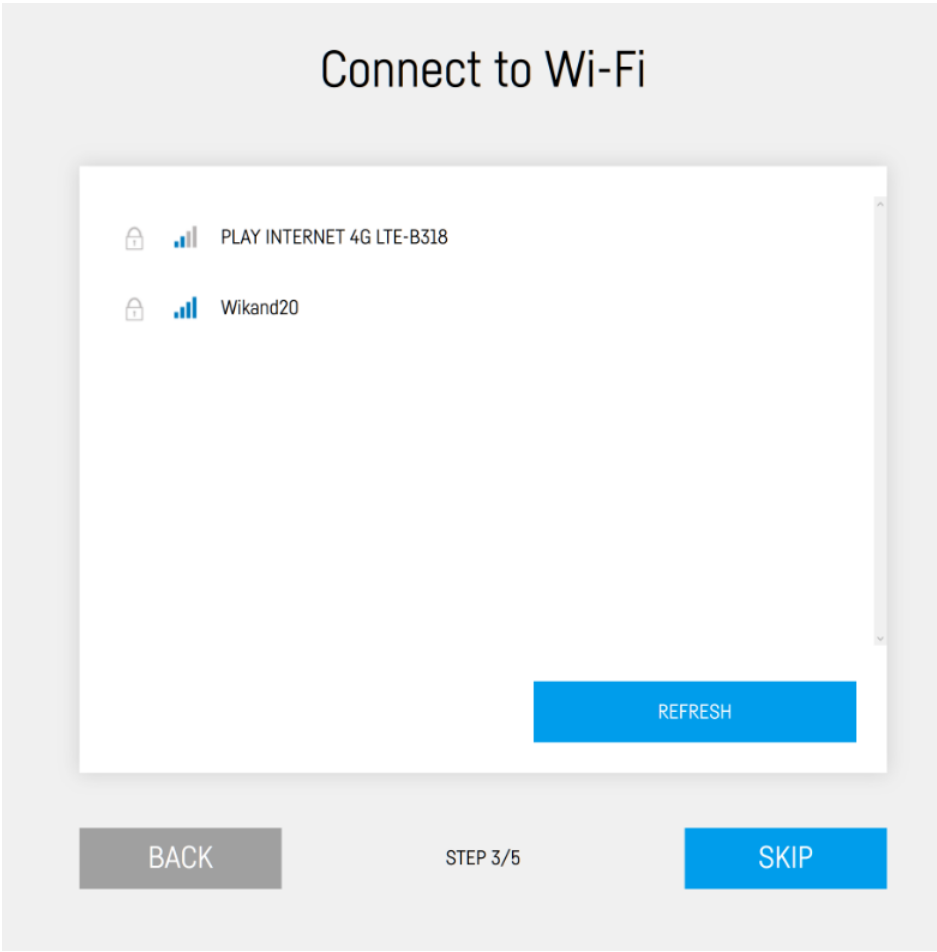 Connect to Wi-Fi
PLAY INTERNET 4G LTE-B318
Wikand20
REFRESH
BACK
STEP 3/5
SKIP